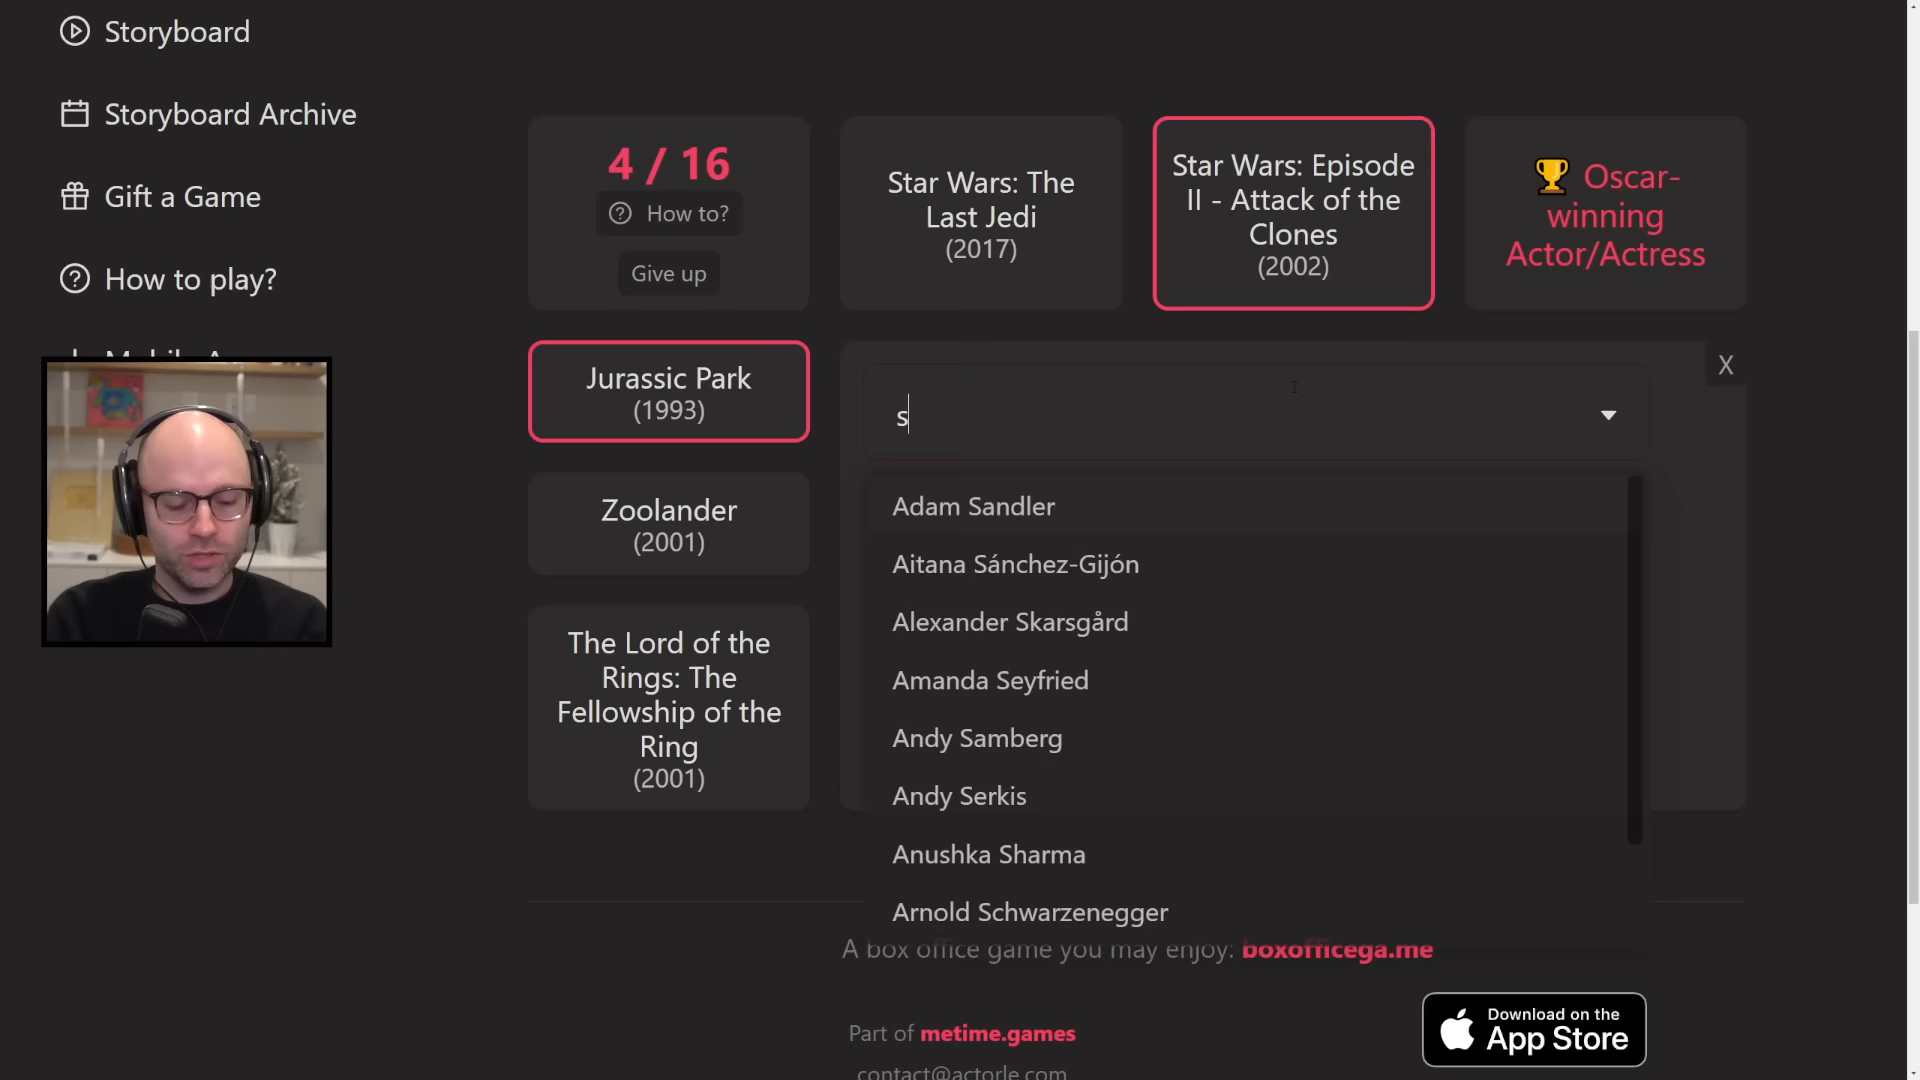 Storyboard
Storyboard Archive
Gift a Game
How to play?
4 / 16
How to?
Give up
Star Wars: The
Last Jedi
(2017)
Star Wars: Episode
II - Attack of the
Clones
(2002)
Oscar-
winning
Actor/Actress
Jurassic Park
(1993)
Zoolander
(2001)
The Lord of the
Rings: The
Fellowship of the
Ring
(2001)
X
s
Adam Sandler
Aitana Sánchez-Gijón
Alexander Skarsgård
Amanda Seyfried
Andy Samberg
Andy Serkis
Anushka Sharma
Arnold Schwarzenegger
A box office game you may enjoy: boxofficega.me
Part of metime.games
contact@actorle.com
Download on the
App Store